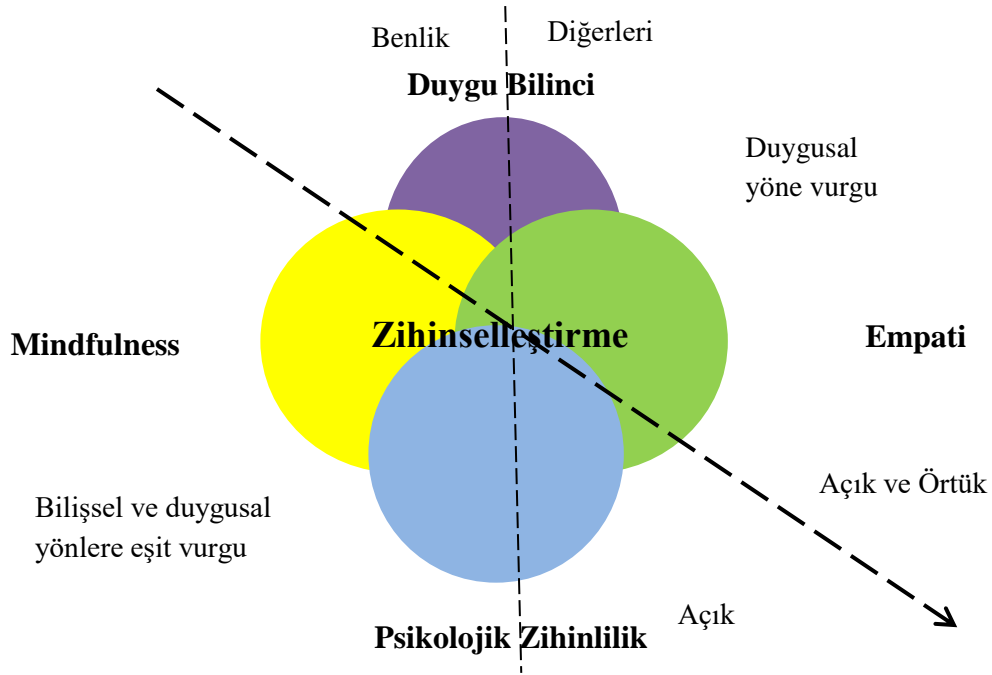 Benlik
Diğerleri
Duygu Bilinci
Duygusal
yöne vurgu
Zihinselleştirme
Mindfulness
Empati
Açık ve Örtük
Bilişsel ve duygusal
yönlere eşit vurgu
Açık
Psikolojik Zihinlilik